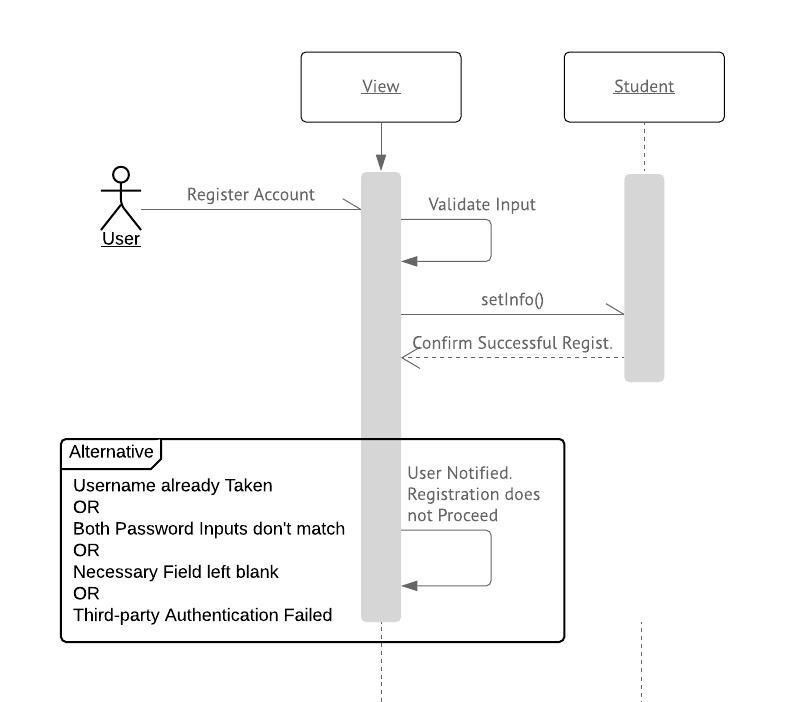 View
Student
Register Account
User
Validate Input
setInfo()
Confirm Successful Regist.
Alternative
Username already Taken
OR
Both Password Inputs don't match
OR
Necessary Field left blank
OR
Third-party Authentication Failed
User Notified.
Registration does
not Proceed